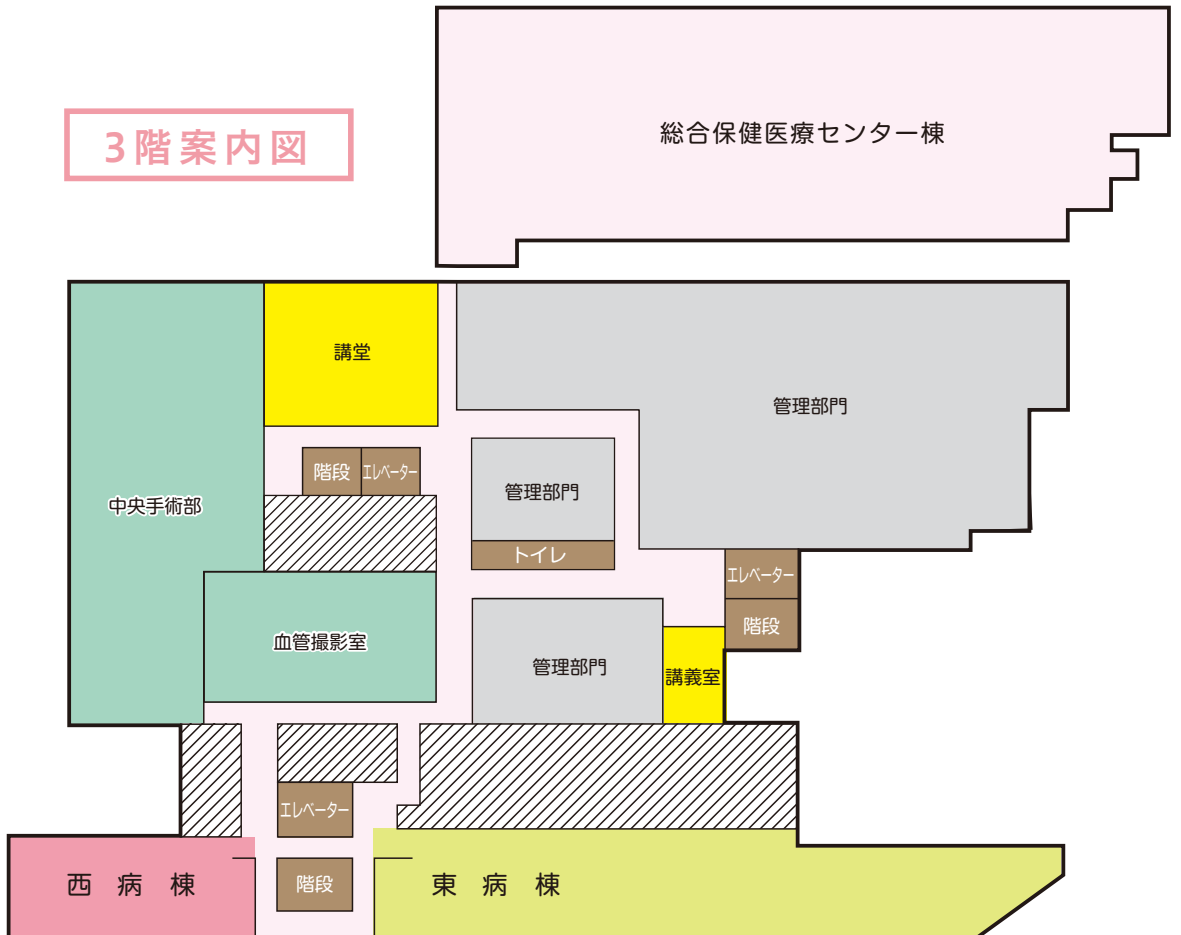 総合保健医療センター棟
3階案内図
講堂
管理部門
階段
エレベーター
管理部門
中央手術部
トイレ
エレベーター
階段
血管撮影室
管理部門
講義室
エレベーター
西病棟
階段
東病棟